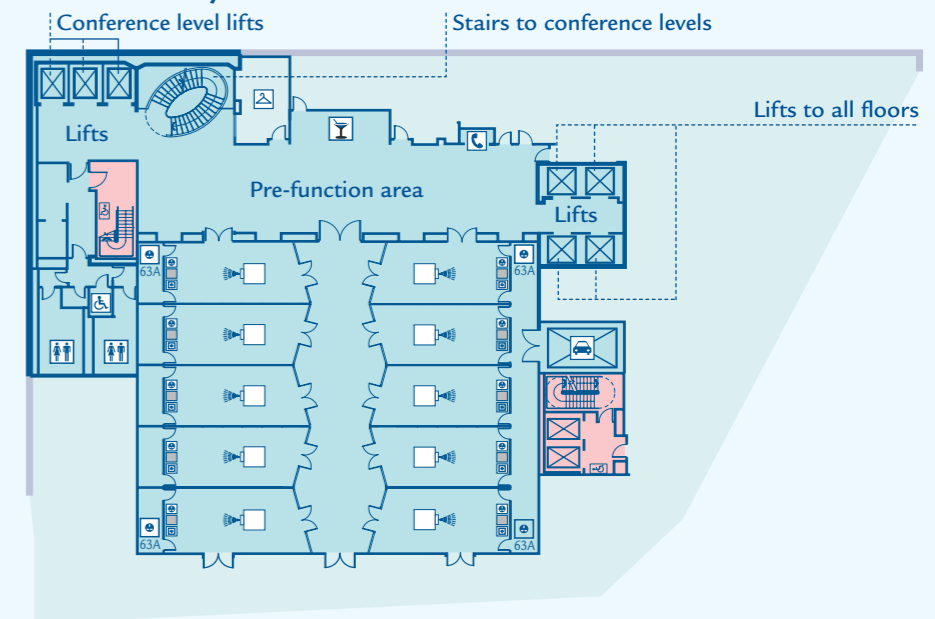 Conference level lifts
Stairs to conference levels
Lifts to all floors
Lifts
Pre-function area
Lifts
63A
63A
63A
63A